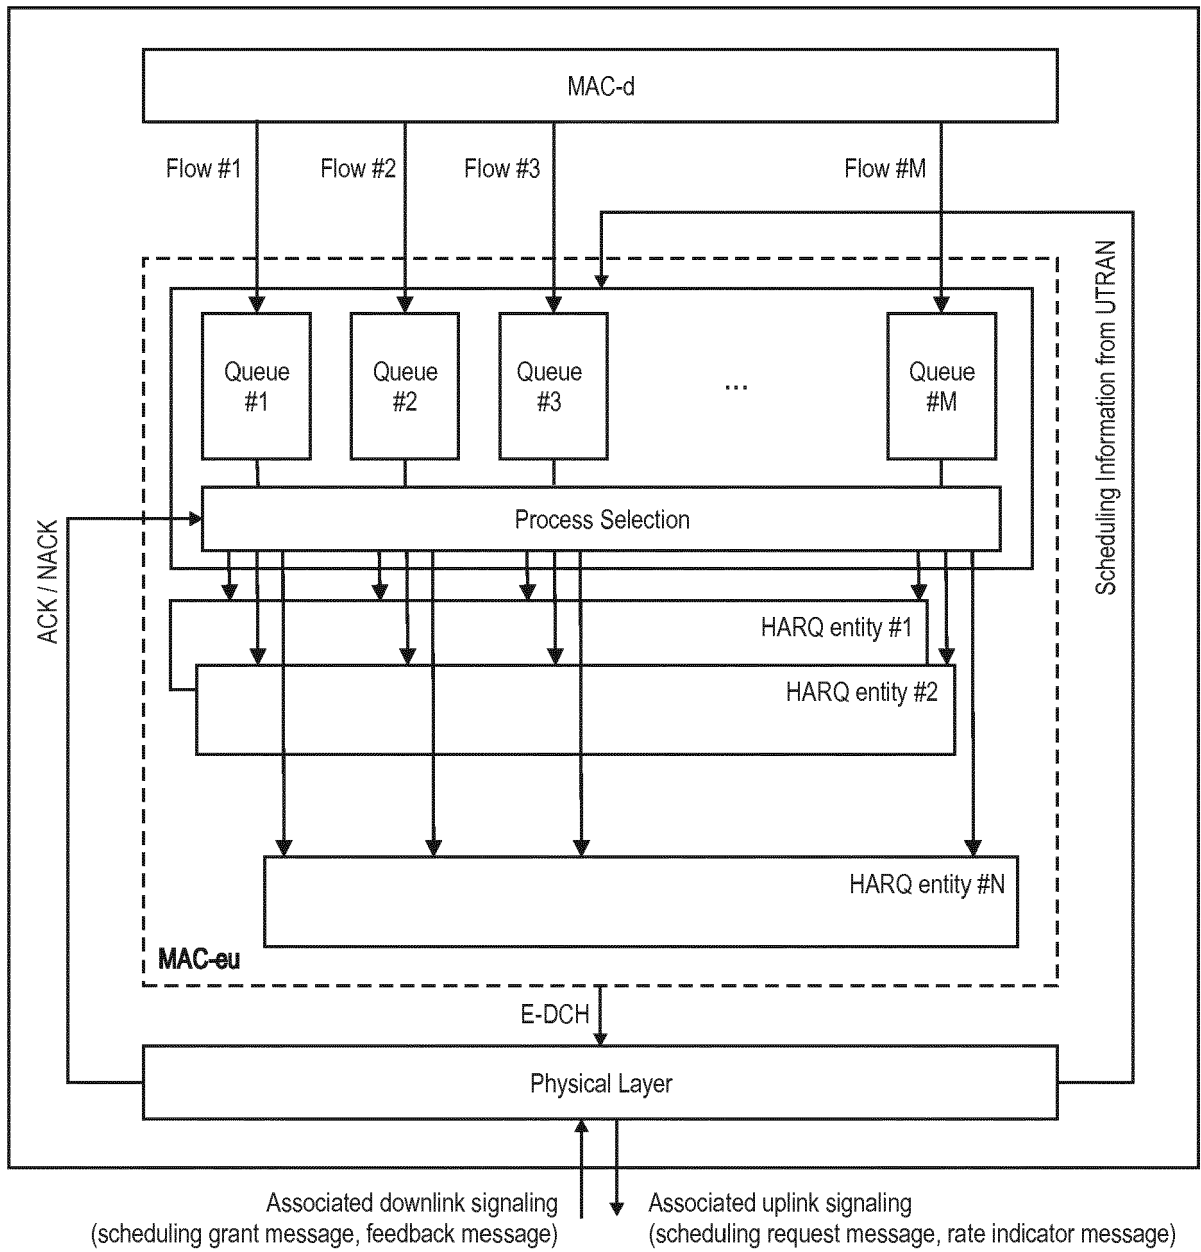 MAC-d
Flow #1
Flow #2
Flow #3
Flow #M
Scheduling Information from UTRAN
Queue
#1
Queue
#2
Queue
#3
...
Queue
#M
Process Selection
ACK / NACK
HARQ entity #1
HARQ entity #2
HARQ entity #N
MAC-eu
E-DCH
Physical Layer
Associated downlink signaling
(scheduling grant message, feedback message)
Associated uplink signaling
(scheduling request message, rate indicator message)